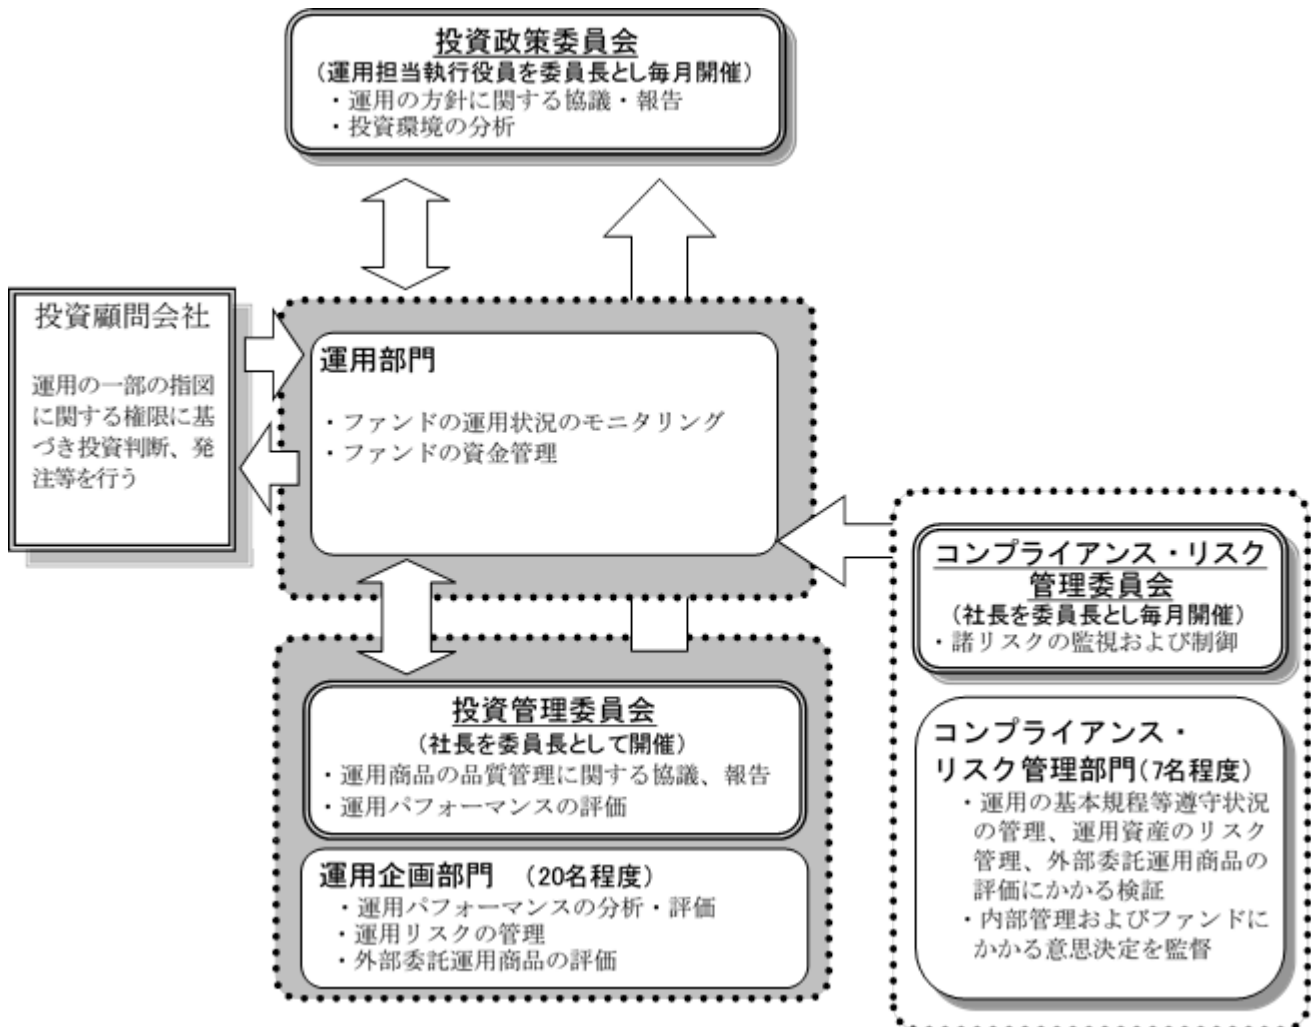 投資政策委員会
（運用担当執行役員を委員長とし毎月開催）
・運用の方針に関する協議・報告
・投資環境の分析
投資顧問会社
運用の一部の指図
に関する権限に基
づき投資判断、発
注等を行う
運用部門
・ファンドの運用状況のモニタリング
・ファンドの資金管理
コンプライアンス・リスク
管理委員会
（社長を委員長とし毎月開催）
・諸リスクの監視および制御
投資管理委員会
（社長を委員長として開催）
・運用商品の品質管理に関する協議、報告
・運用パフォーマンスの評価
運用企画部門　（20名程度）
・運用パフォーマンスの分析・評価
・運用リスクの管理
・外部委託運用商品の評価
コンプライアンス・
リスク管理部門（7名程度）
・運用の基本規程等遵守状況
の管理、運用資産のリスク
管理、外部委託運用商品の
評価にかかる検証
・内部管理およびファンドに
かかる意思決定を監督